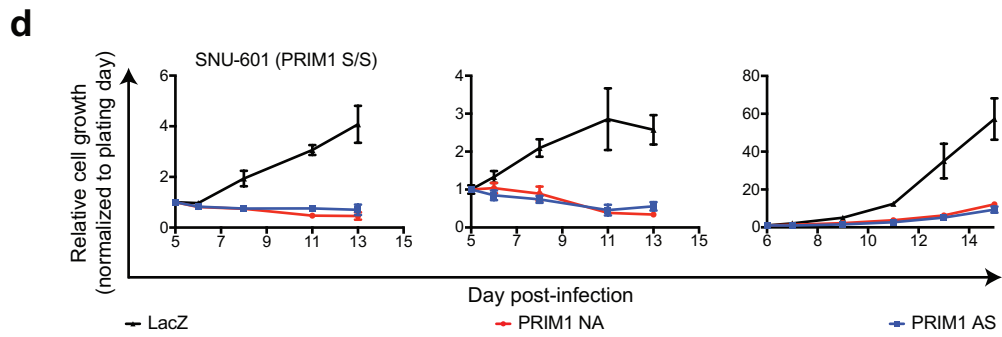 d
SNU-601 (PRIM1 S/S)
Relative cell growth
(normalized to plating day)
6
4
2
0
5 7 9 11 13 15
4
3
2
1
0
5 7 9 11 13 15
80
60
40
20
0
6 8 10 12 14
Day post-infection
LacZ PRIM1 NA PRIM1 AS